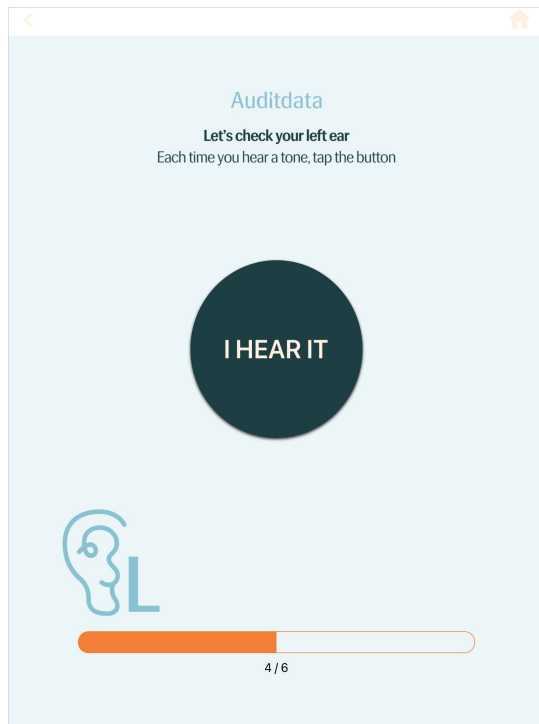 Auditdata
Let's check your left ear
Each time you hear a tone, tap the button
I HEAR IT
L
4 / 6